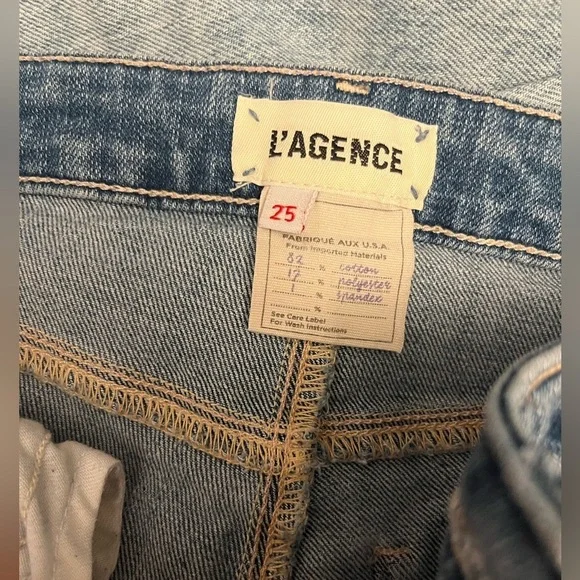 L'AGENCE
25
FABRIQUÉ AUX U.S.A.
From Imported Materials
82 % cotton
17 % polyester
1 % spandex
%
See Care Label
For Wash Instructions